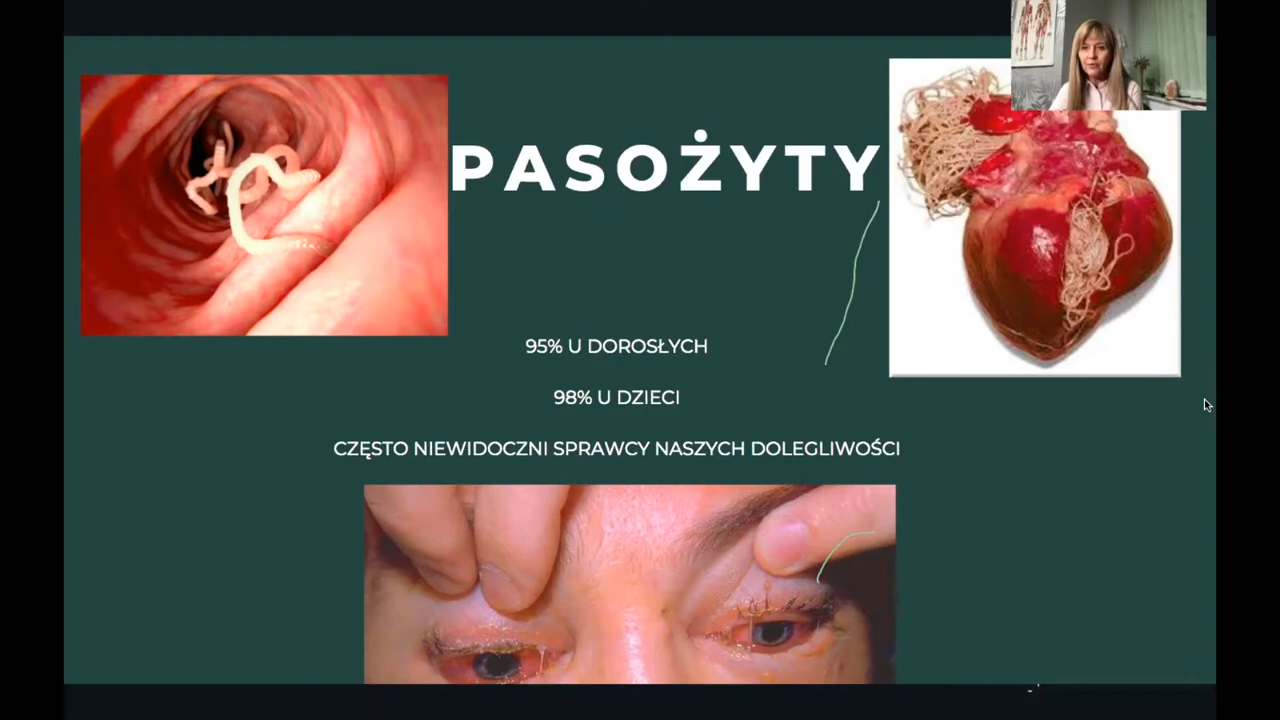 PASOŻYTY
95% U DOROSŁYCH
98% U DZIECI
CZĘSTO NIEWIDOCZNI SPRAWCY NASZYCH DOLEGLIWOŚCI